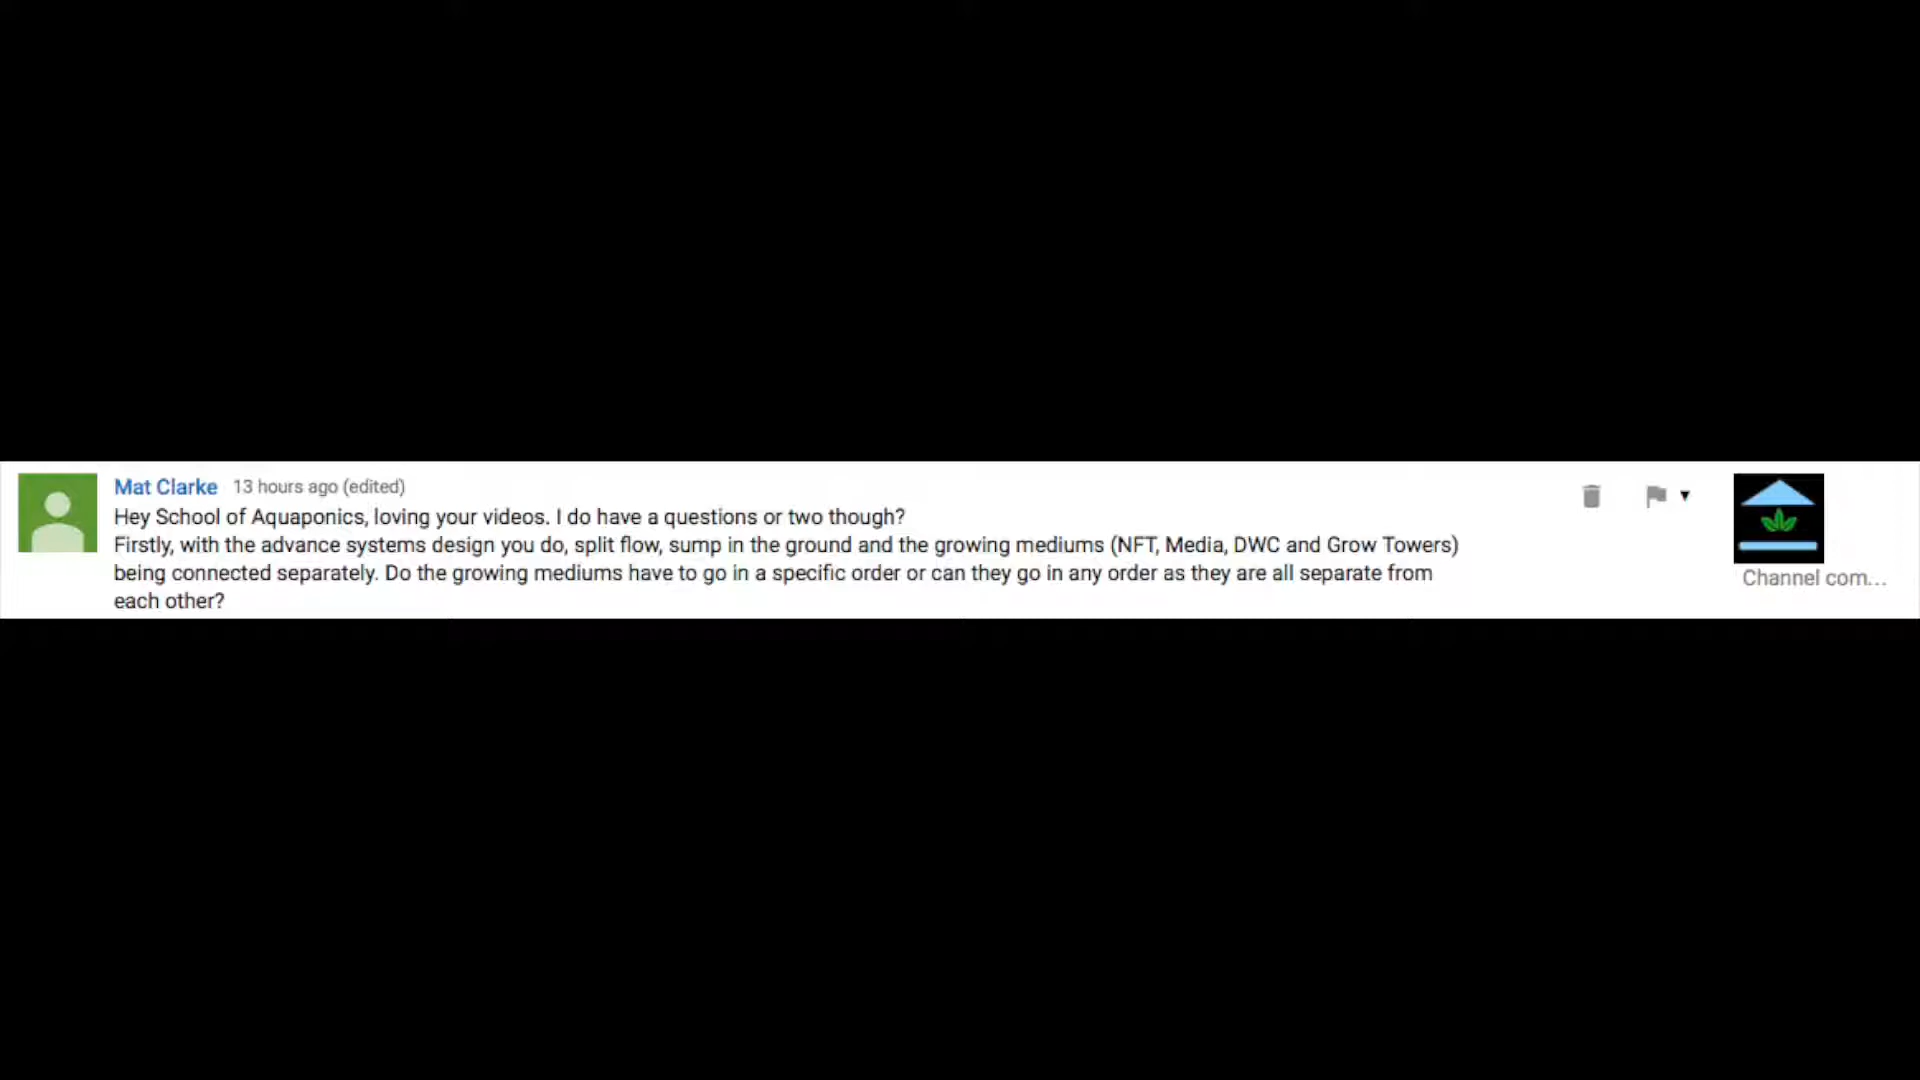 Mat Clarke 13 hours ago (edited)
Hey School of Aquaponics, loving your videos. I do have a questions or two though?
Firstly, with the advance systems design you do, split flow, sump in the ground and the growing mediums (NFT, Media, DWC and Grow Towers)
being connected separately. Do the growing mediums have to go in a specific order or can they go in any order as they are all separate from
each other?
Channel com...